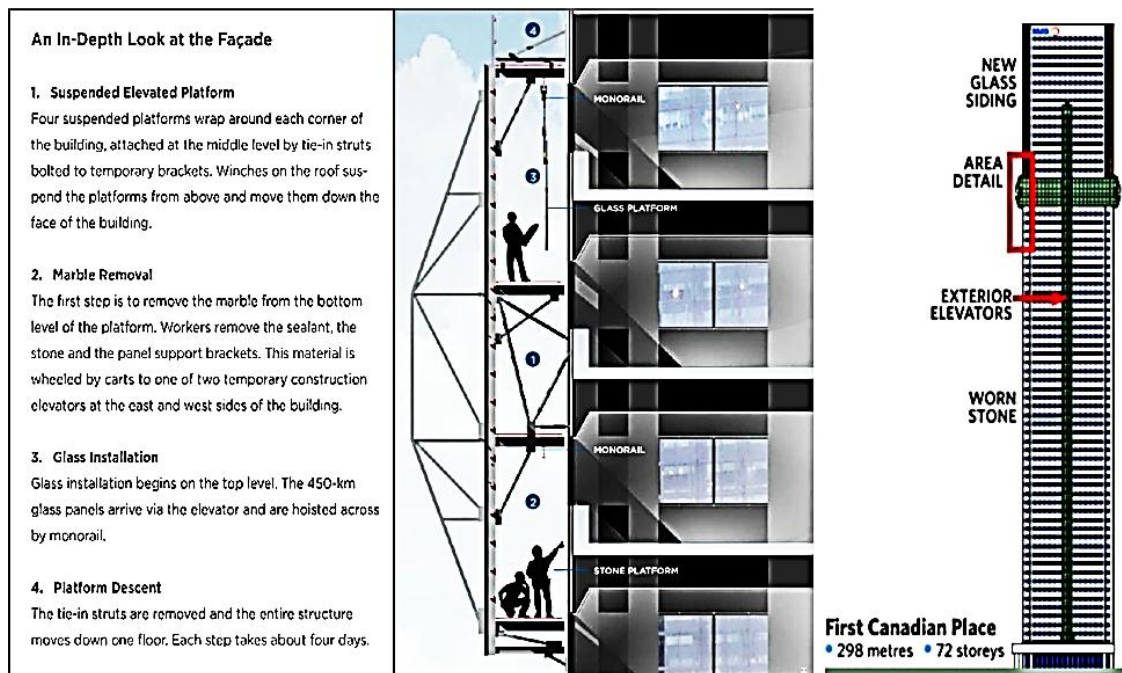 An In-Depth Look at the Façade
1. Suspended Elevated Platform
Four suspended platforms wrap around each corner of
the building, attached at the middle level by tie-in struts
bolted to temporary brackets. Winches on the roof sus-
pend the platforms from above and move them down the
face of the building.
2. Marble Removal
The first step is to remove the marble from the bottom
level of the platform. Workers remove the sealant, the
stone and the panel support brackets. This material is
wheeled by carts to one of two temporary construction
elevators at the east and west sides of the building.
3. Glass Installation
Glass installation begins on the top level. The 450-km
glass panels arrive via the elevator and are hoisted across
by monorail.
4. Platform Descent
The tie-in struts are removed and the entire structure
moves down one floor. Each step takes about four days.
4
MONORAIL
3
GLASS PLATFORM
1
MONORAIL
2
STONE PLATFORM
NEW
GLASS
SIDING
AREA
DETAIL
EXTERIOR
ELEVATORS
WORN
STONE
First Canadian Place
• 298 metres • 72 storeys